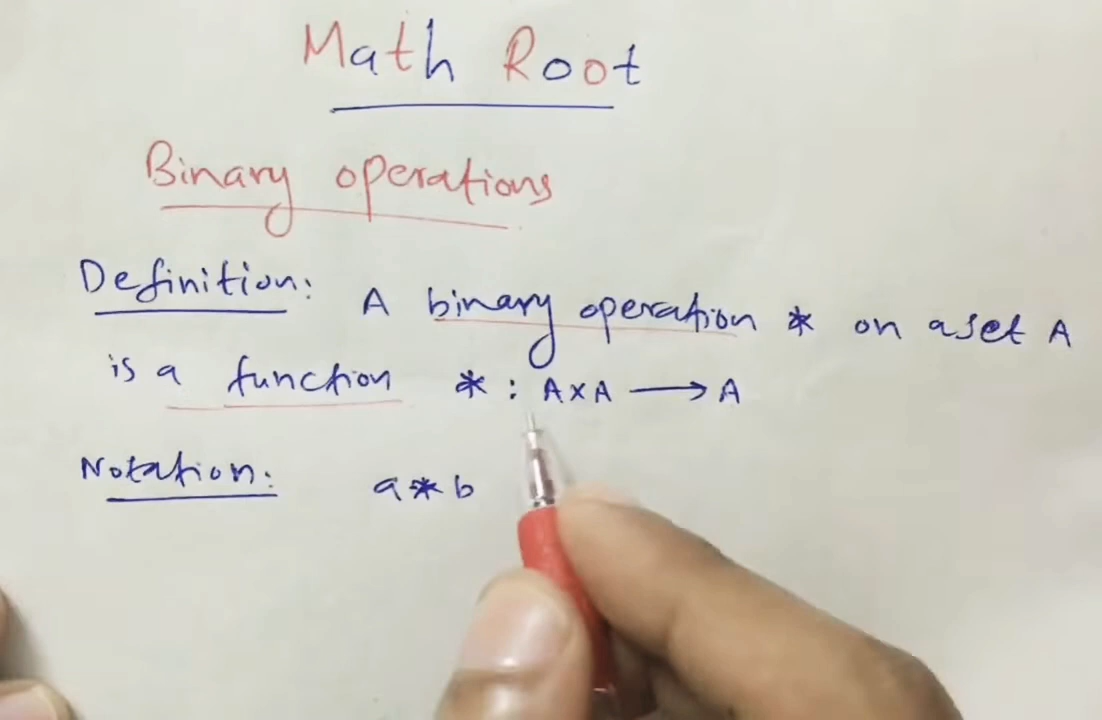 Math Root
Binary operations
Definition: A binary operation * on a set A
is a function * : A×A ⟶ A
Notation: a*b